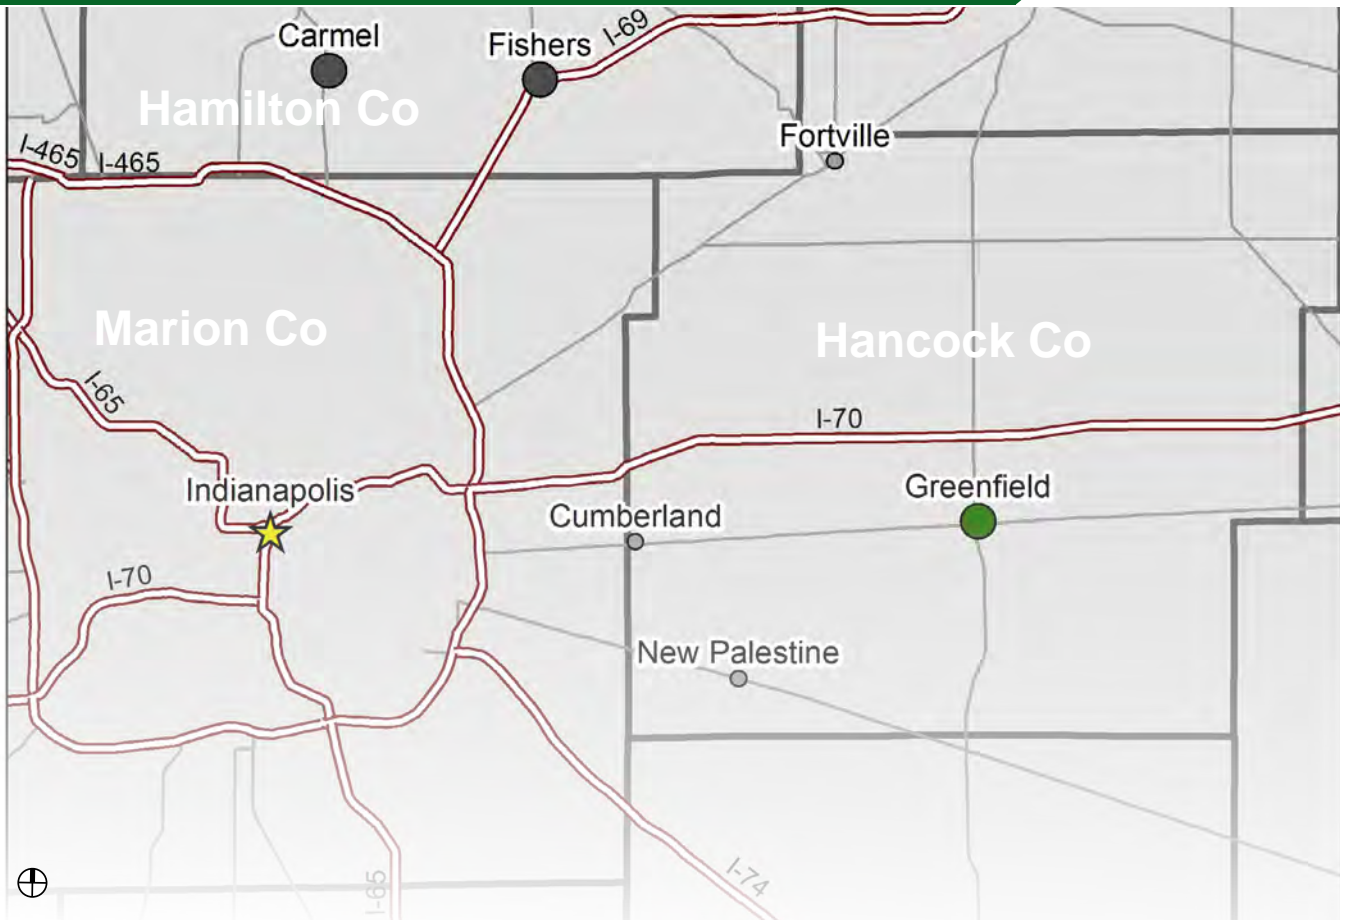 Carmel
Fishers
I-69
Hamilton Co
Fortville
I-465
I-465
Marion Co
Hancock Co
I-65
I-70
Indianapolis
Greenfield
Cumberland
I-70
New Palestine
I-65
I-74